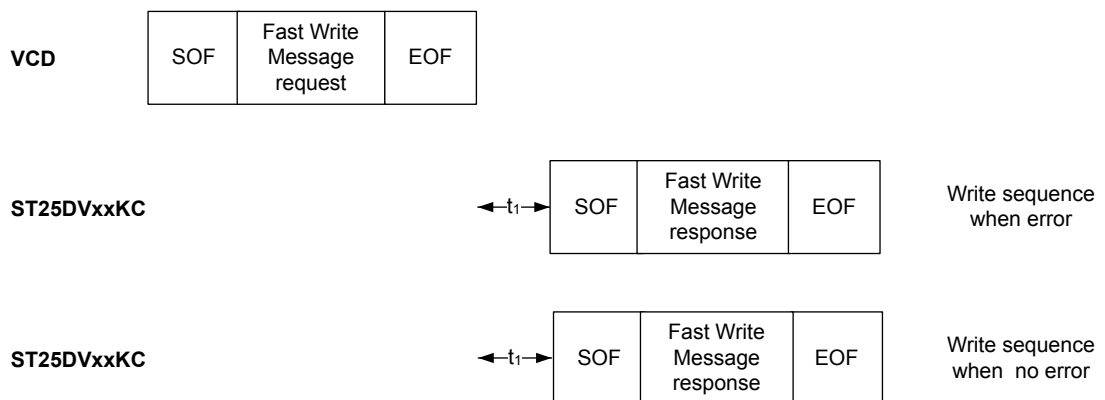 VCD
SOF
Fast Write
Message
request
EOF
ST25DVxxKC
t₁
SOF
Fast Write
Message
response
EOF
Write sequence
when error
ST25DVxxKC
t₁
SOF
Fast Write
Message
response
EOF
Write sequence
when no error